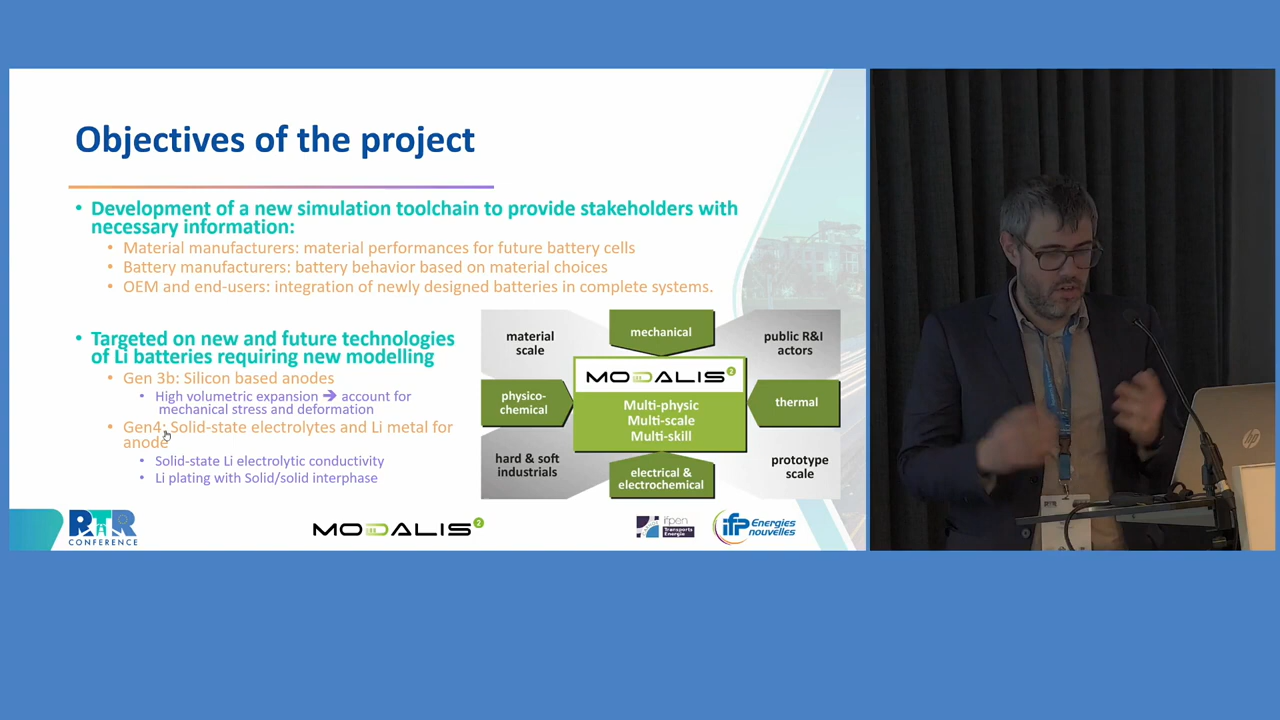 Objectives of the project
• Development of a new simulation toolchain to provide stakeholders with
necessary information:
• Material manufacturers: material performances for future battery cells
• Battery manufacturers: battery behavior based on material choices
• OEM and end-users: integration of newly designed batteries in complete systems.
• Targeted on new and future technologies
of Li batteries requiring new modelling
• Gen 3b: Silicon based anodes
• High volumetric expansion ➔ account for
mechanical stress and deformation
• Gen4: Solid-state electrolytes and Li metal for
anode
• Solid-state Li electrolytic conductivity
• Li plating with Solid/solid interphase
material
scale
mechanical
public R&I
actors
physico-
chemical
MODALIS2
Multi-physic
Multi-scale
Multi-skill
thermal
hard & soft
industrials
electrical &
electrochemical
prototype
scale
RTR
CONFERENCE
MODALIS2
ifpen
Transports
Energie
ifp Energies
nouvelles
hp